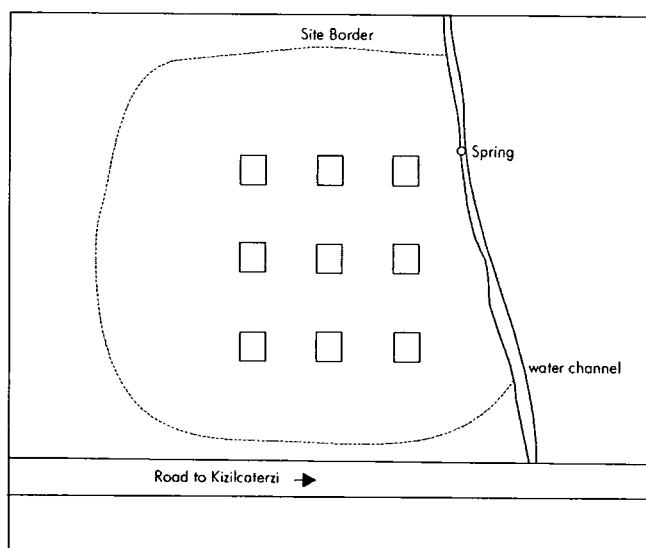 Site Border
Spring
water channel
Road to Kizilcaterzi